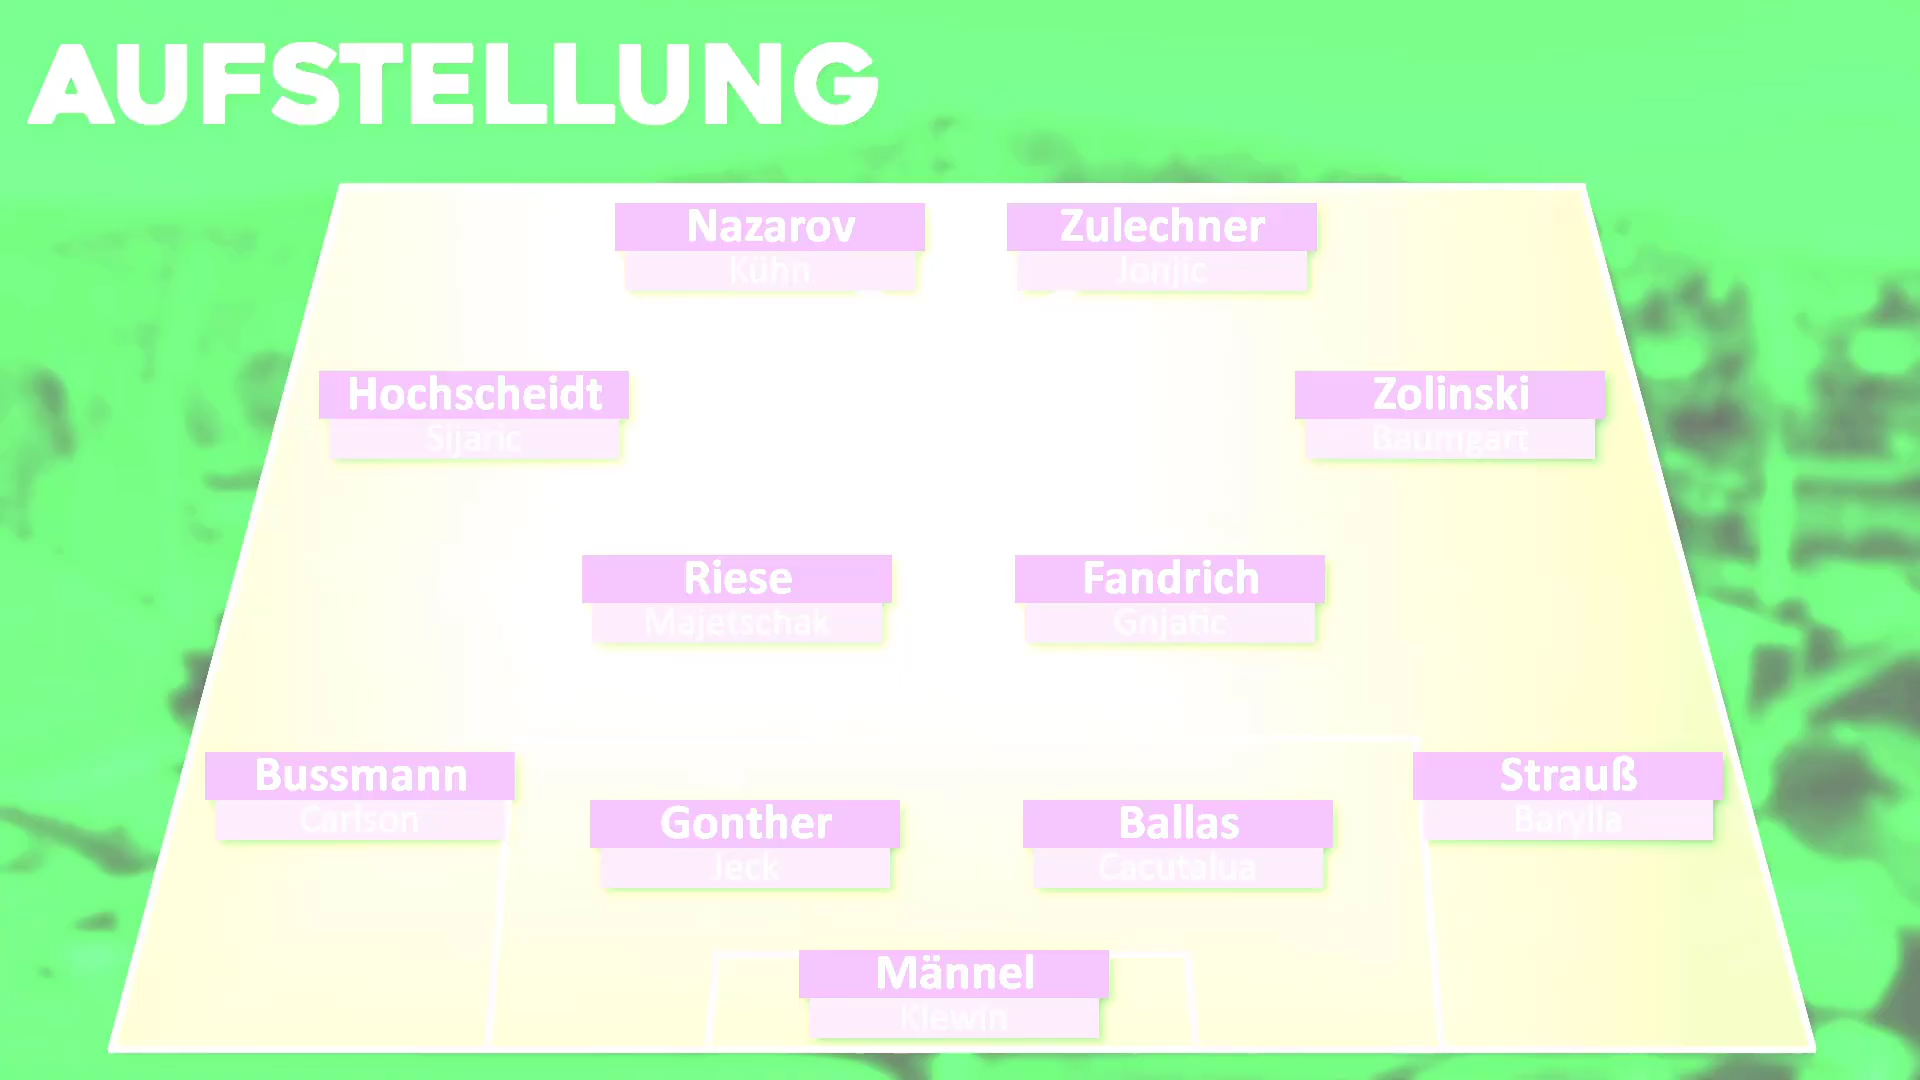 AUFSTELLUNG
Nazarov
Kühn
Zulechner
Jonjic
Hochscheidt
Sijaric
Zolinski
Baumgart
Riese
Majetschak
Fandrich
Gnjatic
Bussmann
Carlson
Strauß
Barylla
Gonther
Jeck
Ballas
Cacutalua
Männel
Klewin